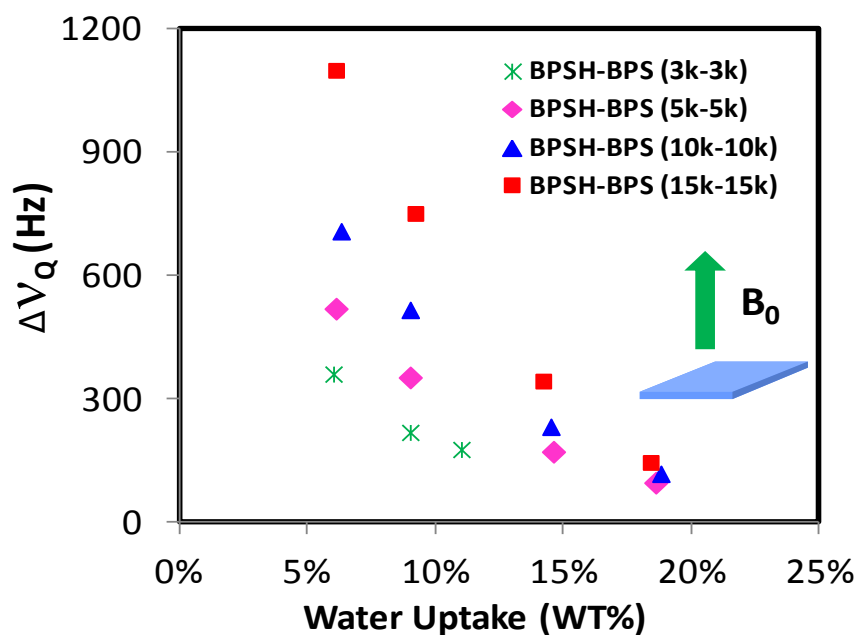 1200
900
600
300
0
Δν_Q (Hz)
BPSH-BPS (3k-3k)
BPSH-BPS (5k-5k)
BPSH-BPS (10k-10k)
BPSH-BPS (15k-15k)
B₀
0% 5% 10% 15% 20% 25%
Water Uptake (WT%)